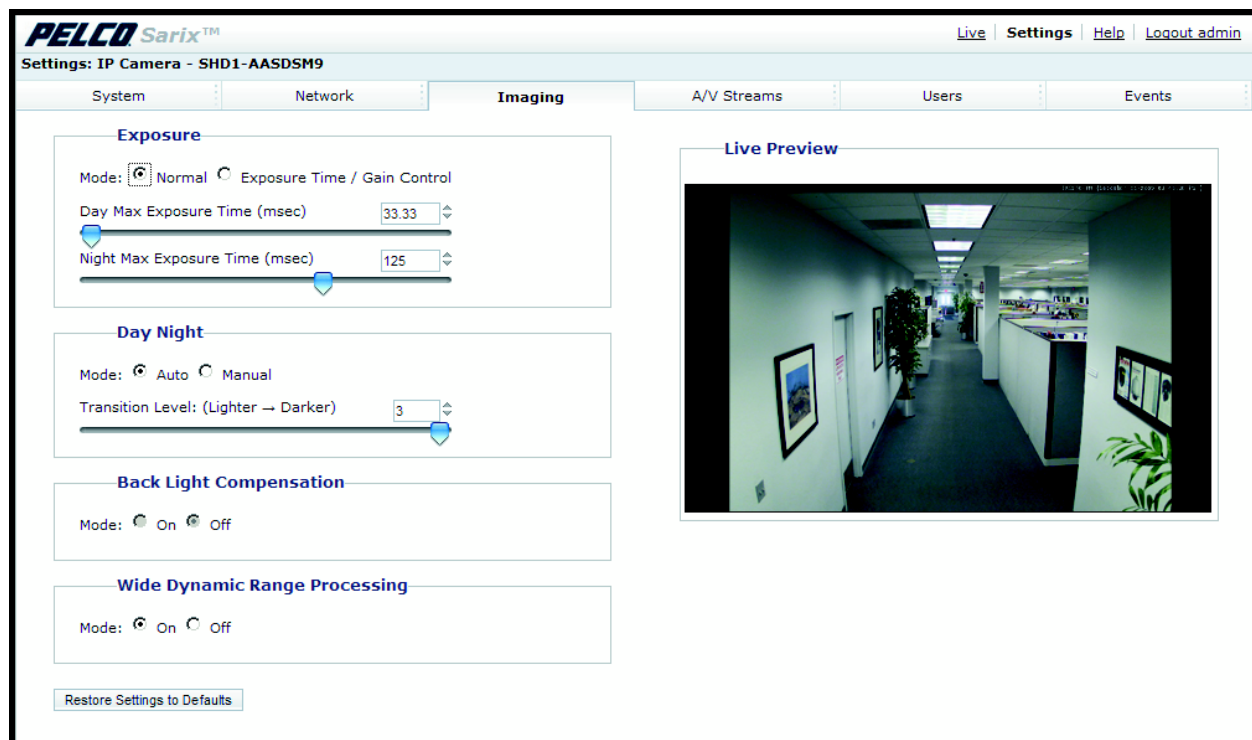 PELCO Sarix™
Live Settings Help Logout admin
Settings: IP Camera - SHD1-AASDSM9
System Network Imaging A/V Streams Users Events
Exposure
Mode: Normal Exposure Time / Gain Control
Day Max Exposure Time (msec) 33.33
Night Max Exposure Time (msec) 125
Day Night
Mode: Auto Manual
Transition Level: (Lighter → Darker) 3
Back Light Compensation
Mode: On Off
Wide Dynamic Range Processing
Mode: On Off
Restore Settings to Defaults
Live Preview